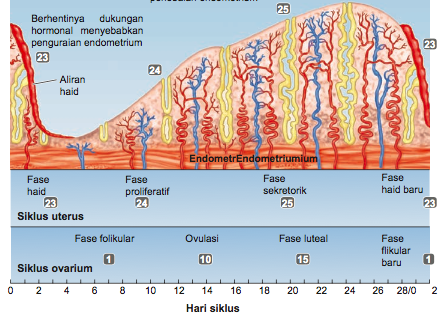 25
Berhentinya dukungan
hormonal menyebabkan
penguraian endometrium
23
23
24
Aliran
haid
EndometrEndometriumium
Fase
haid
23
Fase
proliferatif
24
Fase
sekretorik
25
Fase
haid baru
23
Siklus uterus
Fase folikular
1
Ovulasi
10
Fase luteal
15
Fase
flikular
baru
1
Siklus ovarium
0 2 4 6 8 10 12 14 16 18 20 22 24 26 28/0 2
Hari siklus